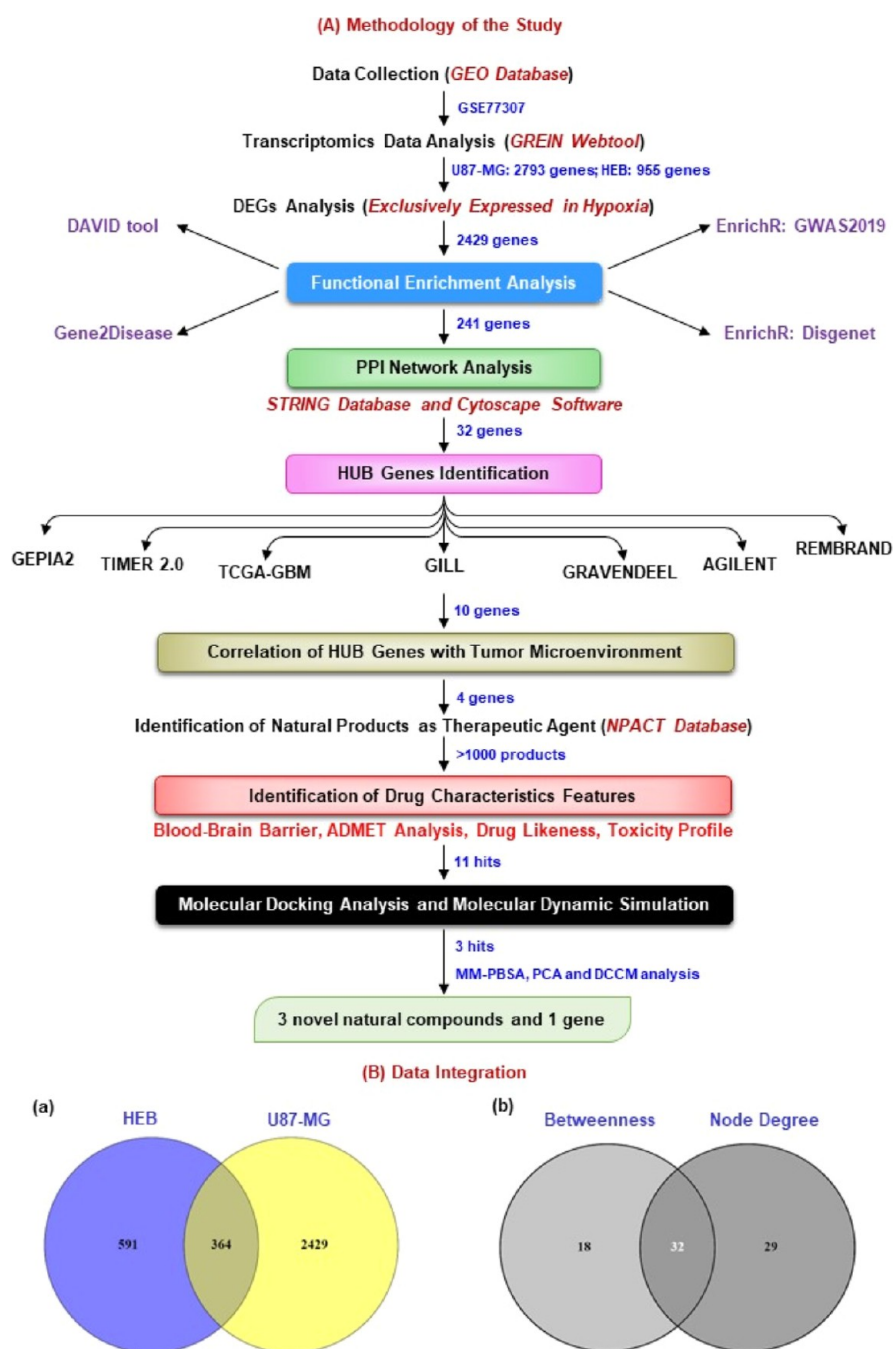 (A) Methodology of the Study
Data Collection (GEO Database)
GSE77307
Transcriptomics Data Analysis (GREIN Webtool)
U87-MG: 2793 genes; HEB: 955 genes
DEGs Analysis (Exclusively Expressed in Hypoxia)
DAVID tool
EnrichR: GWAS2019
2429 genes
Functional Enrichment Analysis
Gene2Disease
241 genes
EnrichR: Disgenet
PPI Network Analysis
STRING Database and Cytoscape Software
32 genes
HUB Genes Identification
GEPIA2
TIMER 2.0
TCGA-GBM
GILL
GRAVENDEEL
AGILENT
REMBRAND
10 genes
Correlation of HUB Genes with Tumor Microenvironment
4 genes
Identification of Natural Products as Therapeutic Agent (NPACT Database)
>1000 products
Identification of Drug Characteristics Features
Blood-Brain Barrier, ADMET Analysis, Drug Likeness, Toxicity Profile
11 hits
Molecular Docking Analysis and Molecular Dynamic Simulation
3 hits
MM-PBSA, PCA and DCCM analysis
3 novel natural compounds and 1 gene
(B) Data Integration
(a)
HEB
U87-MG
591
364
2429
(b)
Betweenness
Node Degree
18
32
29